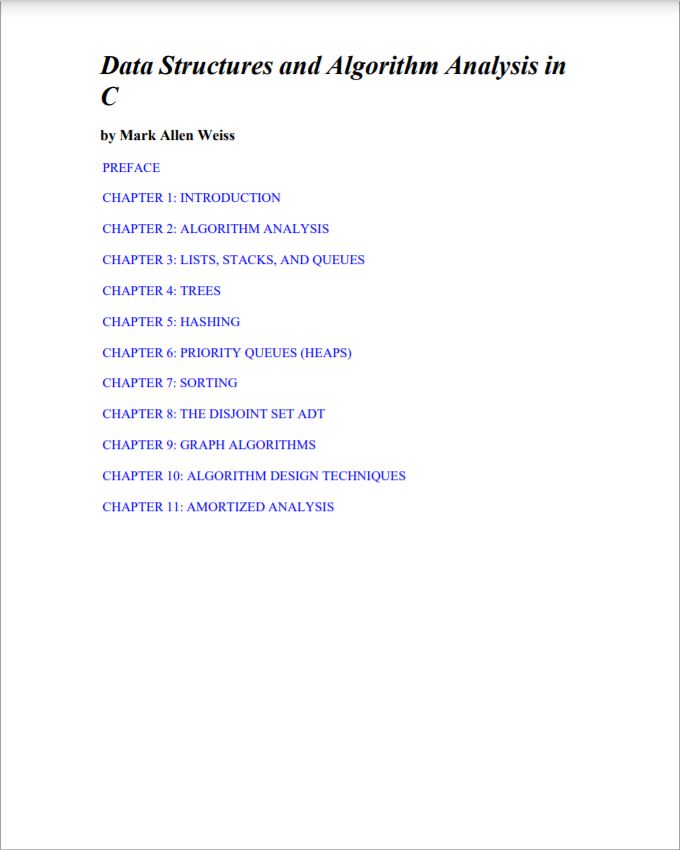 Data Structures and Algorithm Analysis in
C
by Mark Allen Weiss
PREFACE
CHAPTER 1: INTRODUCTION
CHAPTER 2: ALGORITHM ANALYSIS
CHAPTER 3: LISTS, STACKS, AND QUEUES
CHAPTER 4: TREES
CHAPTER 5: HASHING
CHAPTER 6: PRIORITY QUEUES (HEAPS)
CHAPTER 7: SORTING
CHAPTER 8: THE DISJOINT SET ADT
CHAPTER 9: GRAPH ALGORITHMS
CHAPTER 10: ALGORITHM DESIGN TECHNIQUES
CHAPTER 11: AMORTIZED ANALYSIS